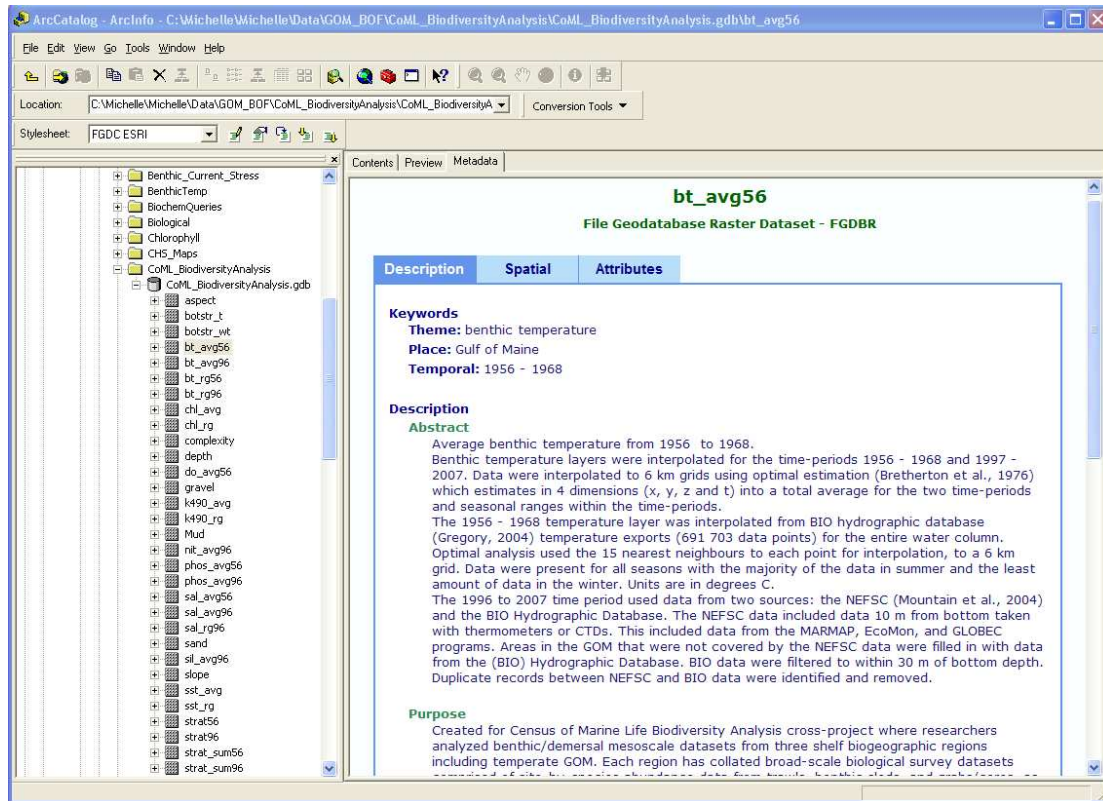 ArcCatalog - ArcInfo - C:\Michelle\Michelle\Data\GOM_BOF\CoML_BiodiversityAnalysis\CoML_BiodiversityAnalysis.gdb\bt_avg56
File Edit View Go Tools Window Help
Location: C:\Michelle\Michelle\Data\GOM_BOF\CoML_BiodiversityAnalysis\CoML_BiodiversityA Conversion Tools
Stylesheet: FGDC ESRI
Contents Preview Metadata
Benthic_Current_Stress
BenthicTemp
BiochemQueries
Biological
Chlorophyll
CHS_Maps
CoML_BiodiversityAnalysis
CoML_BiodiversityAnalysis.gdb
aspect
botstr_t
botstr_wt
bt_avg56
bt_avg96
bt_rg56
bt_rg96
chl_avg
chl_rg
complexity
depth
do_avg56
gravel
k490_avg
k490_rg
Mud
nit_avg96
phos_avg56
phos_avg96
sal_avg56
sal_avg96
sal_rg96
sand
sil_avg96
slope
sst_avg
sst_rg
strat56
strat96
strat_sum56
strat_sum96
bt_avg56
File Geodatabase Raster Dataset - FGDBR
Description Spatial Attributes
Keywords
Theme: benthic temperature
Place: Gulf of Maine
Temporal: 1956 - 1968
Description
Abstract
Average benthic temperature from 1956 to 1968.
Benthic temperature layers were interpolated for the time-periods 1956 - 1968 and 1997 -
2007. Data were interpolated to 6 km grids using optimal estimation (Bretherton et al., 1976)
which estimates in 4 dimensions (x, y, z and t) into a total average for the two time-periods
and seasonal ranges within the time-periods.
The 1956 - 1968 temperature layer was interpolated from BIO hydrographic database
(Gregory, 2004) temperature exports (691 703 data points) for the entire water column.
Optimal analysis used the 15 nearest neighbours to each point for interpolation, to a 6 km
grid. Data were present for all seasons with the majority of the data in summer and the least
amount of data in the winter. Units are in degrees C.
The 1996 to 2007 time period used data from two sources: the NEFSC (Mountain et al., 2004)
and the BIO Hydrographic Database. The NEFSC data included data 10 m from bottom taken
with thermometers or CTDs. This included data from the MARMAP, EcoMon, and GLOBEC
programs. Areas in the GOM that were not covered by the NEFSC data were filled in with data
from the (BIO) Hydrographic Database. BIO data were filtered to within 30 m of bottom depth.
Duplicate records between NEFSC and BIO data were identified and removed.
Purpose
Created for Census of Marine Life Biodiversity Analysis cross-project where researchers
analyzed benthic/demersal mesoscale datasets from three shelf biogeographic regions
including temperate GOM. Each region has collated broad-scale biological survey datasets